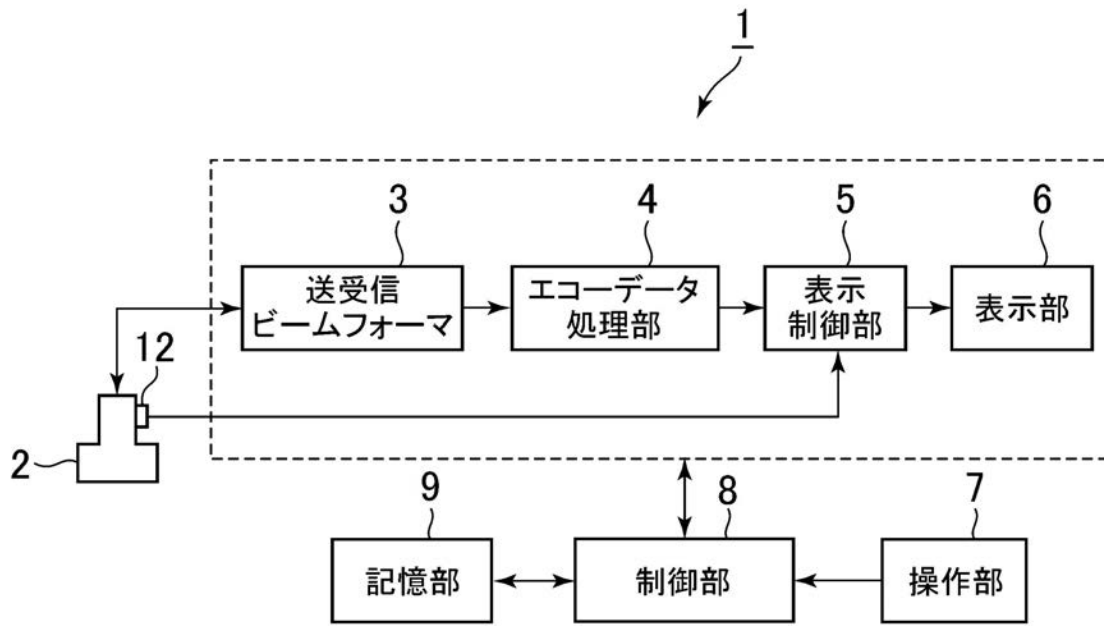 1
3
4
5
6
送受信
ビームフォーマ
エコーデータ
処理部
表示
制御部
表示部
12
2
9
8
7
記憶部
制御部
操作部